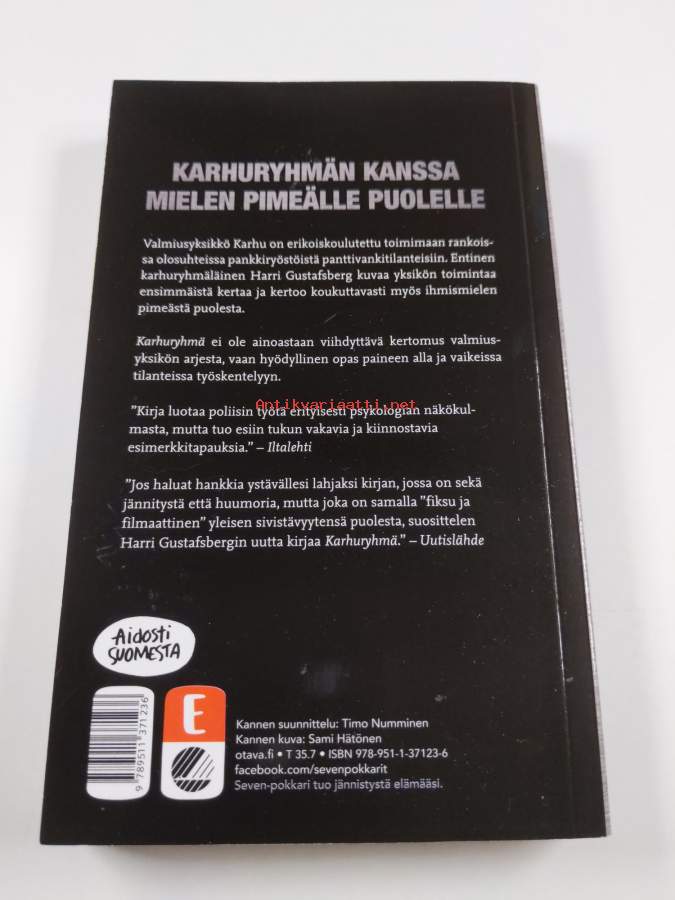 KARHURYHMÄN KANSSA
MIELEN PIMEÄLLE PUOLELLE
Valmiusyksikkö Karhu on erikoiskoulutettu toimimaan rankois-
sa olosuhteissa pankkiryöstöistä panttivankitilanteisiin. Entinen
karhuryhmäläinen Harri Gustafsberg kuvaa yksikön toimintaa
ensimmäistä kertaa ja kertoo koukuttavasti myös ihmismielen
pimeästä puolesta.
Karhuryhmä ei ole ainoastaan viihdyttävä kertomus valmius-
yksikön arjesta, vaan hyödyllinen opas paineen alla ja vaikeissa
tilanteissa työskentelyyn.
Antikvariaatti.net
"Kirja luotaa poliisin työtä erityisesti psykologian näkökul-
masta, mutta tuo esiin tukun vakavia ja kiinnostavia
esimerkkitapauksia." – Iltalehti
"Jos haluat hankkia ystävällesi lahjaksi kirjan, jossa on sekä
jännitystä että huumoria, mutta joka on samalla "fiksu ja
filmaattinen" yleisen sivistävyytensä puolesta, suosittelen
Harri Gustafsbergin uutta kirjaa Karhuryhmä." – Uutislähde
Aidosti
SUOMESTA
9 789511 371236
E
Kannen suunnittelu: Timo Numminen
Kannen kuva: Sami Hätönen
otava.fi • T 35.7 • ISBN 978-951-1-37123-6
facebook.com/sevenpokkarit
Seven-pokkari tuo jännistystä elämääsi.